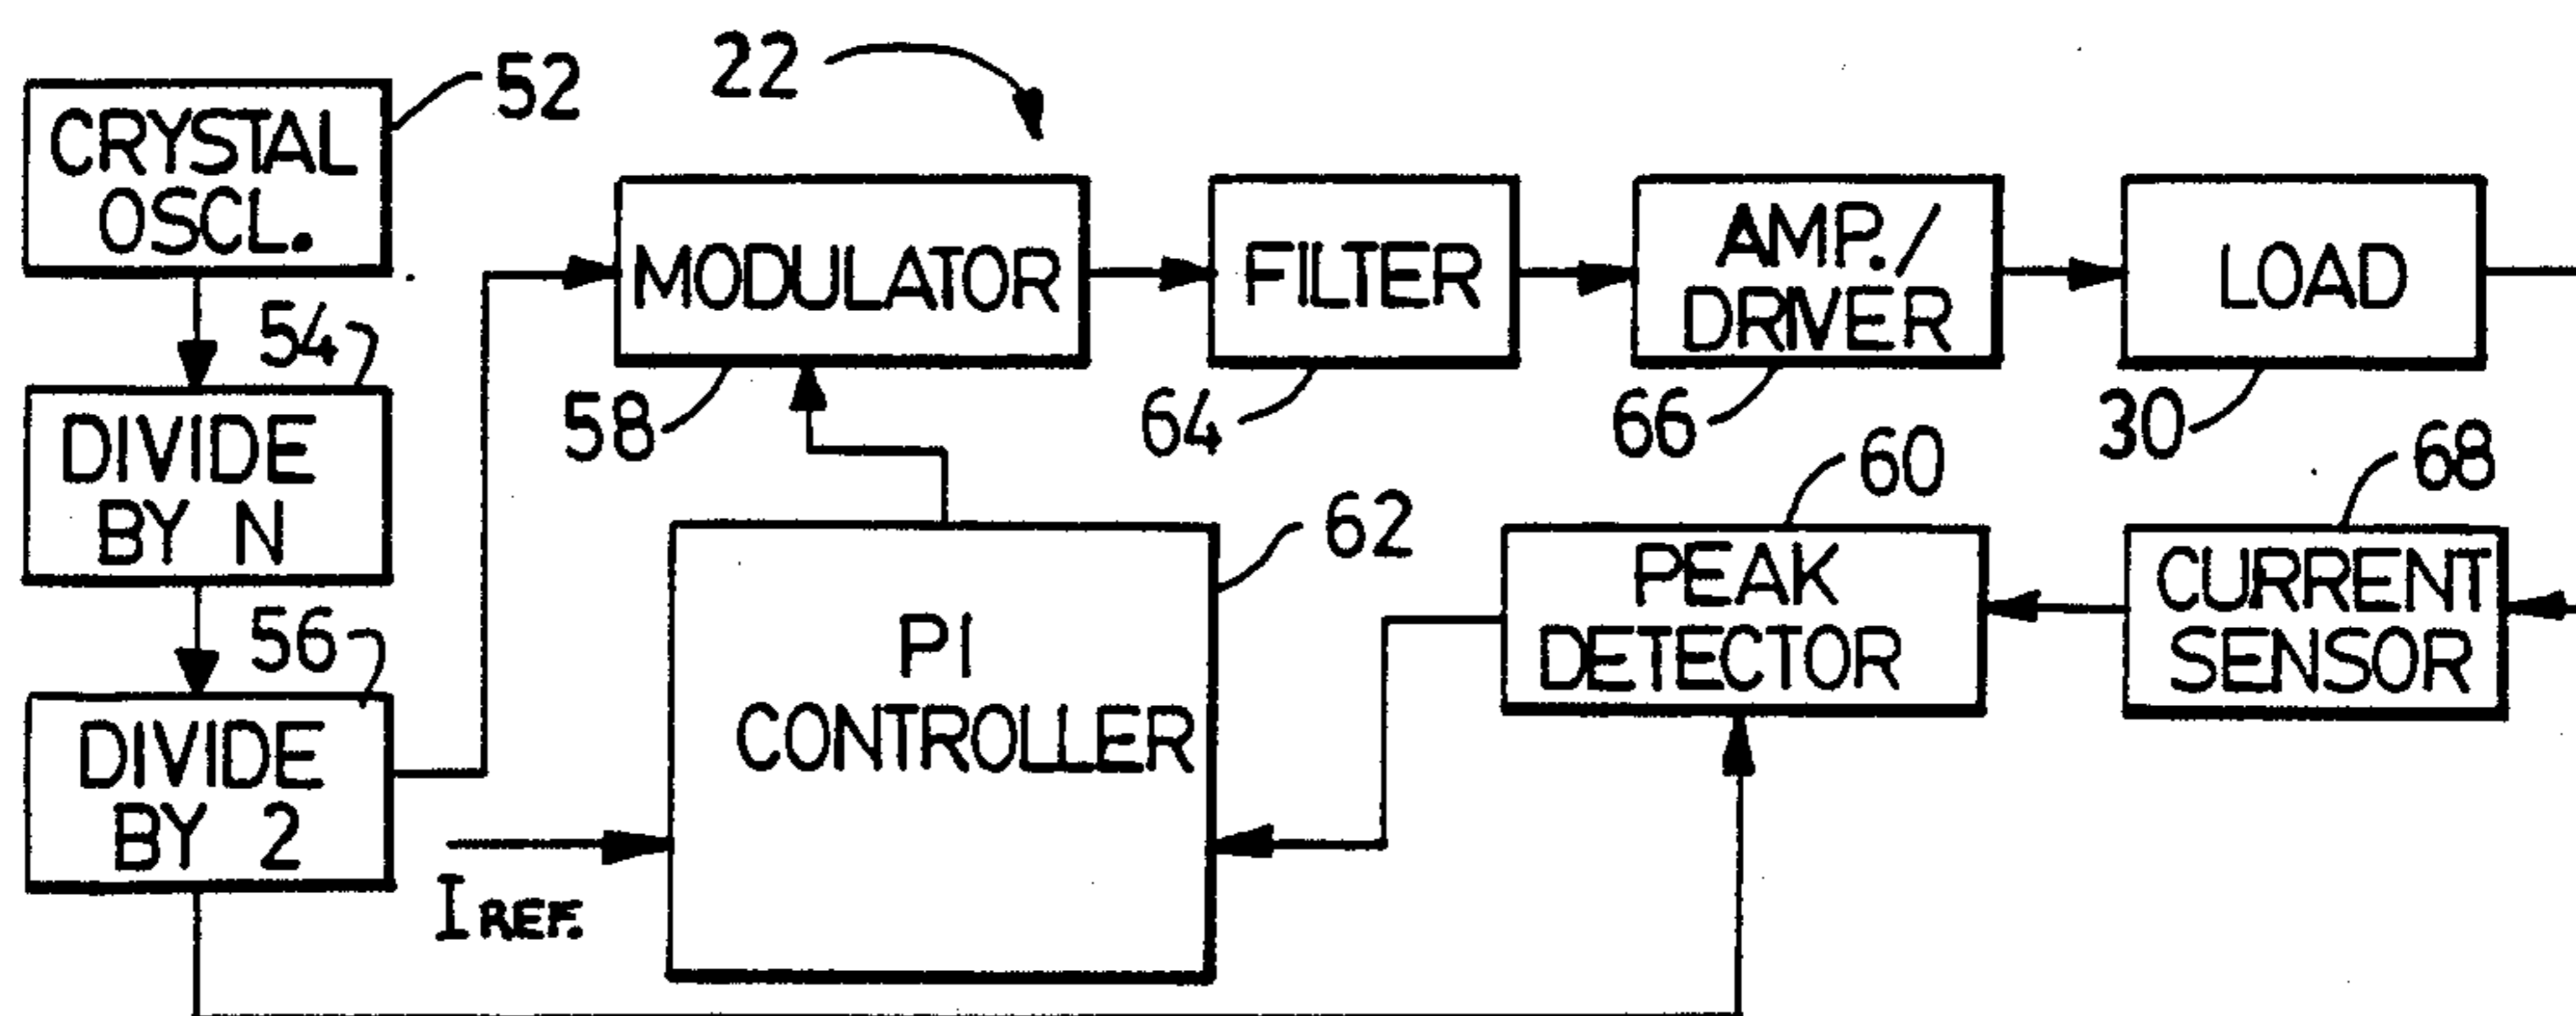 CRYSTAL
OSCL.
52
22
54
DIVIDE
BY N
56
DIVIDE
BY 2
MODULATOR
58
FILTER
64
AMP./
DRIVER
66
LOAD
30
PI
CONTROLLER
62
I REF.
PEAK
DETECTOR
60
CURRENT
SENSOR
68